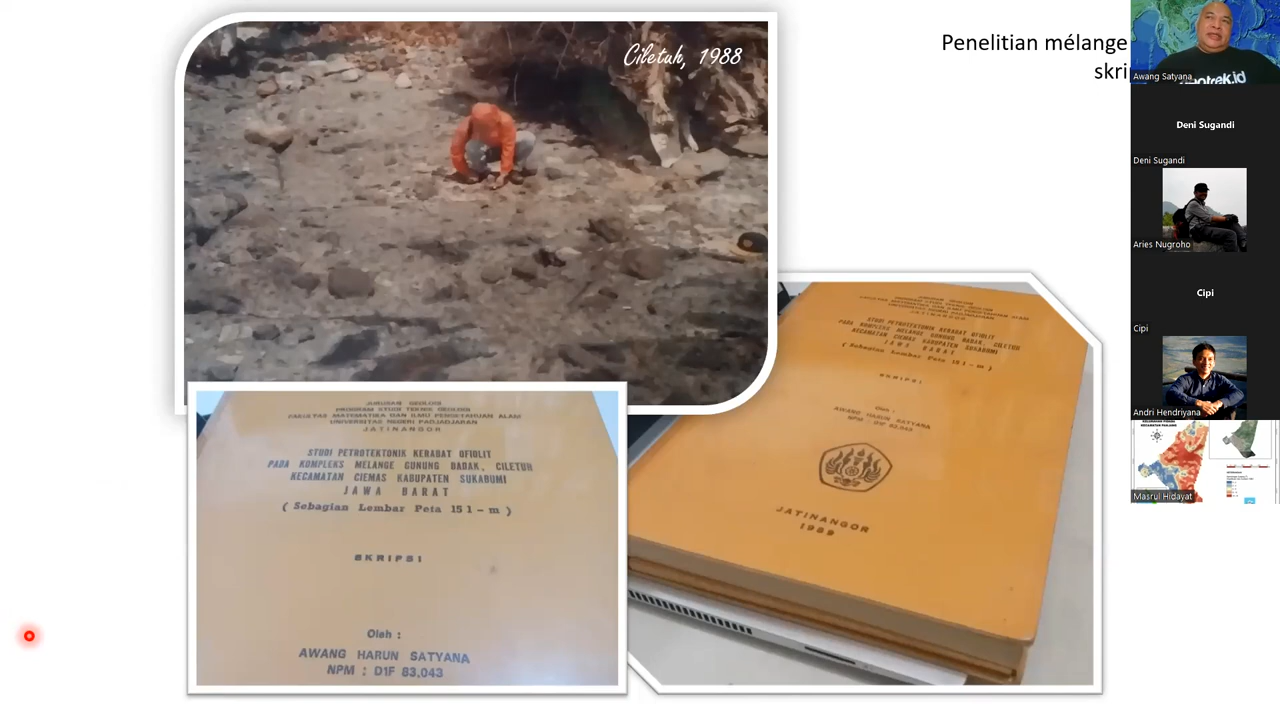 Ciletuh, 1988
Penelitian mélange
JURUSAN GEOLOGI
PROGRAM STUDI TEKNIK GEOLOGI
FAKULTAS MATEMATIKA DAN ILMU PENGETAHUAN ALAM
UNIVERSITAS NEGERI PADJADJARAN
JATINANGOR
STUDI PETROTEKTONIK KERABAT OFIOLIT
PADA KOMPLEKS MELANGE GUNUNG BADAK, CILETUH
KECAMATAN CIEMAS KABUPATEN SUKABUMI
JAWA BARAT
( Sebagian Lembar Peta 151 - m )
SKRIPSI
Oleh :
AWANG HARUN SATYANA
NPM : D1F 83.043
STUDI PETROTEKTONIK KERABAT OFIOLIT
PADA KOMPLEKS MELANGE GUNUNG BADAK, CILETUH
KECAMATAN CIEMAS KABUPATEN SUKABUMI
JAWA BARAT
( Sebagian Lembar Peta 151 - m )
SKRIPSI
Oleh :
AWANG HARUN SATYANA
NPM : D1F 83.043
JATINANGOR
1989
Awang Satyana
Deni Sugandi
Deni Sugandi
Aries Nugroho
Cipi
Cipi
Andri Hendriyana
Masrul Hidayat